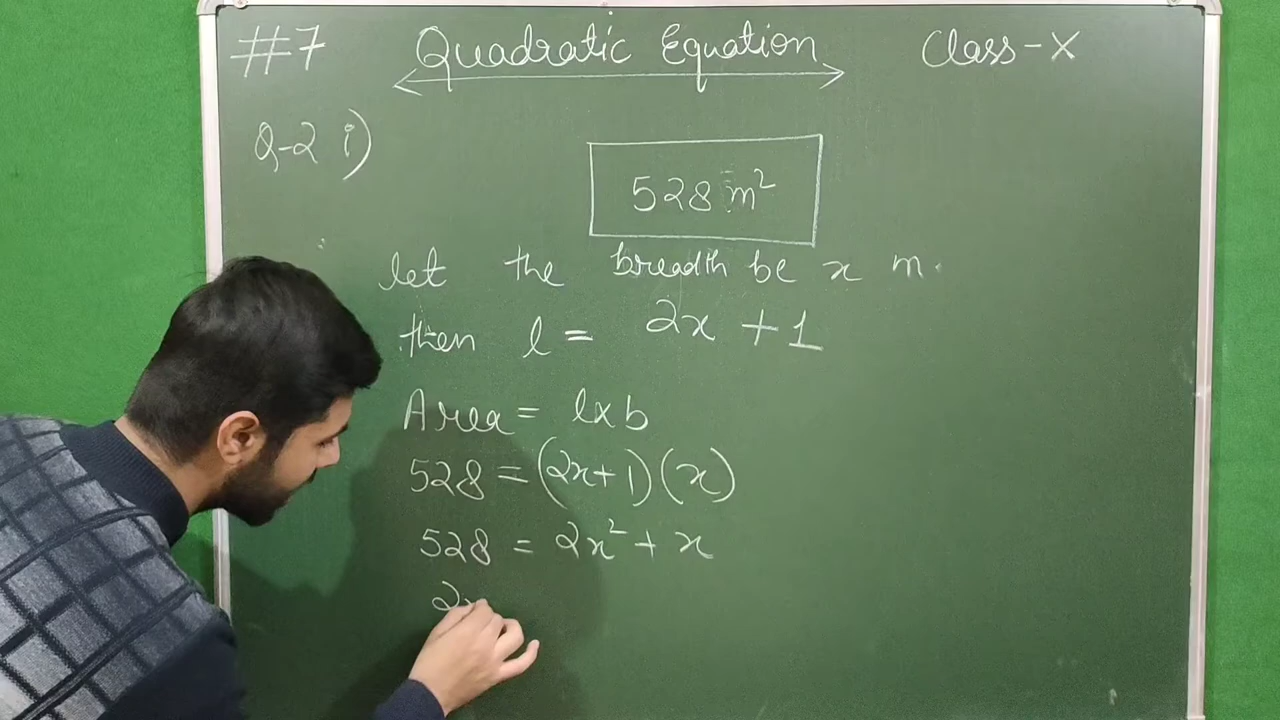 #7 Quadratic Equation Class-X
Q-2 i)
528 m²
let the breadth be x m.
then l = 2x + 1
Area = l×b
528 = (2x+1)(x)
528 = 2x² + x
2x